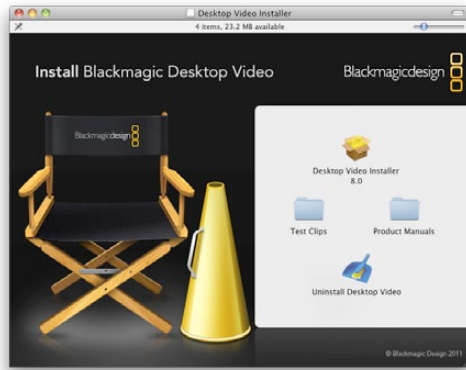 Desktop Video Installer
4 items, 23.2 MB available
Install Blackmagic Desktop Video
Blackmagicdesign
Blackmagicdesign
Desktop Video Installer
8.0
Test Clips
Product Manuals
Uninstall Desktop Video
© Blackmagic Design 2011